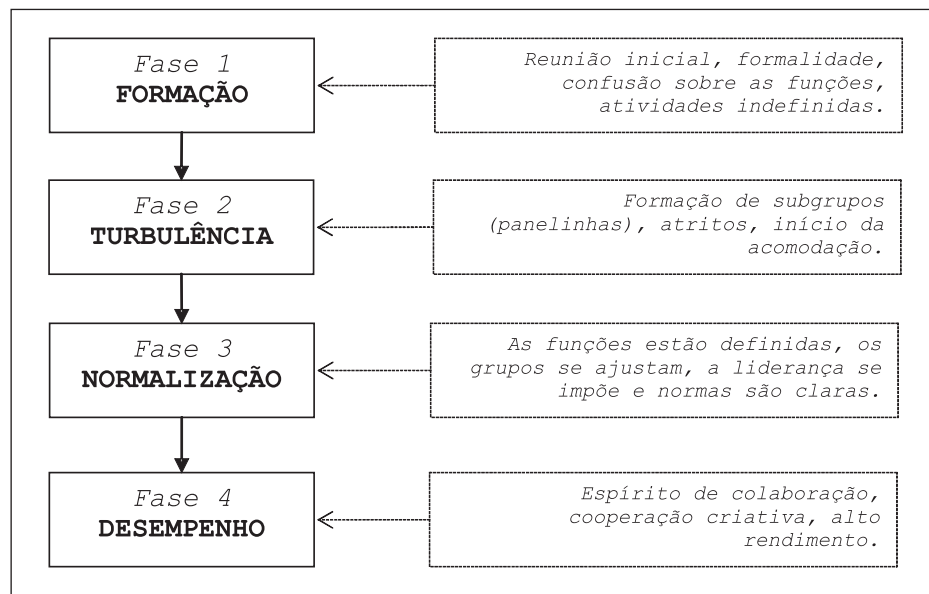 Fase 1
FORMAÇÃO
Reunião inicial, formalidade,
confusão sobre as funções,
atividades indefinidas.
Fase 2
TURBULÊNCIA
Formação de subgrupos
(panelinhas), atritos, início da
acomodação.
Fase 3
NORMALIZAÇÃO
As funções estão definidas, os
grupos se ajustam, a liderança se
impõe e normas são claras.
Fase 4
DESEMPENHO
Espírito de colaboração,
cooperação criativa, alto
rendimento.